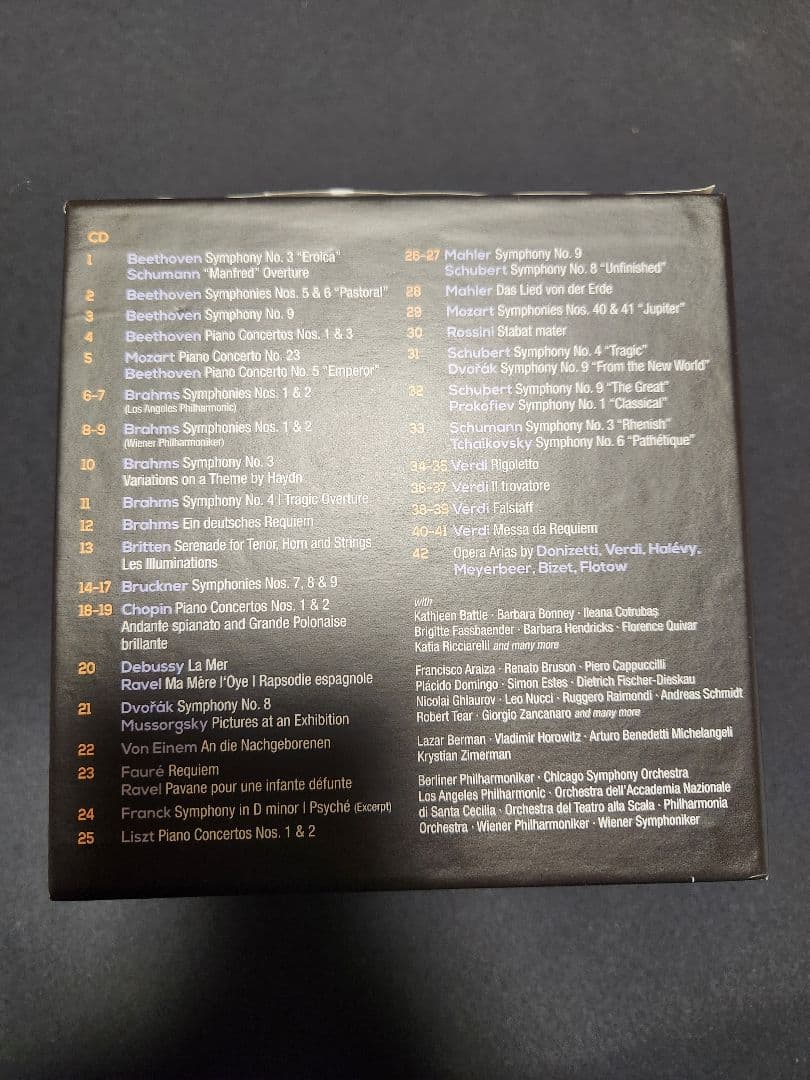 CD
1 Beethoven Symphony No. 3 "Eroica"
Schumann "Manfred" Overture
2 Beethoven Symphonies Nos. 5 & 6 "Pastoral"
3 Beethoven Symphony No. 9
4 Beethoven Piano Concertos Nos. 1 & 3
5 Mozart Piano Concerto No. 23
Beethoven Piano Concerto No. 5 "Emperor"
6-7 Brahms Symphonies Nos. 1 & 2
(Los Angeles Philharmonic)
8-9 Brahms Symphonies Nos. 1 & 2
(Wiener Philharmoniker)
10 Brahms Symphony No. 3
Variations on a Theme by Haydn
11 Brahms Symphony No. 4 | Tragic Overture
12 Brahms Ein deutsches Requiem
13 Britten Serenade for Tenor, Horn and Strings
Les Illuminations
14-17 Bruckner Symphonies Nos. 7, 8 & 9
18-19 Chopin Piano Concertos Nos. 1 & 2
Andante spianato and Grande Polonaise
brillante
20 Debussy La Mer
Ravel Ma Mère l'Oye | Rapsodie espagnole
21 Dvořák Symphony No. 8
Mussorgsky Pictures at an Exhibition
22 Von Einem An die Nachgeborenen
23 Fauré Requiem
Ravel Pavane pour une infante défunte
24 Franck Symphony in D minor | Psyché (Excerpt)
25 Liszt Piano Concertos Nos. 1 & 2
26-27 Mahler Symphony No. 9
Schubert Symphony No. 8 "Unfinished"
28 Mahler Das Lied von der Erde
29 Mozart Symphonies Nos. 40 & 41 "Jupiter"
30 Rossini Stabat mater
31 Schubert Symphony No. 4 "Tragic"
Dvořák Symphony No. 9 "From the New World"
32 Schubert Symphony No. 9 "The Great"
Prokofiev Symphony No. 1 "Classical"
33 Schumann Symphony No. 3 "Rhenish"
Tchaikovsky Symphony No. 6 "Pathétique"
34-35 Verdi Rigoletto
36-37 Verdi Il trovatore
38-39 Verdi Falstaff
40-41 Verdi Messa da Requiem
42 Opera Arias by Donizetti, Verdi, Halévy,
Meyerbeer, Bizet, Flotow
with
Kathleen Battle · Barbara Bonney · Ileana Cotrubaş
Brigitte Fassbaender · Barbara Hendricks · Florence Quivar
Katia Ricciarelli and many more
Francisco Araiza · Renato Bruson · Piero Cappuccilli
Plácido Domingo · Simon Estes · Dietrich Fischer-Dieskau
Nicolai Ghiaurov · Leo Nucci · Ruggero Raimondi · Andreas Schmidt
Robert Tear · Giorgio Zancanaro and many more
Lazar Berman · Vladimir Horowitz · Arturo Benedetti Michelangeli
Krystian Zimerman
Berliner Philharmoniker · Chicago Symphony Orchestra
Los Angeles Philharmonic · Orchestra dell'Accademia Nazionale
di Santa Cecilia · Orchestra del Teatro alla Scala · Philharmonia
Orchestra · Wiener Philharmoniker · Wiener Symphoniker